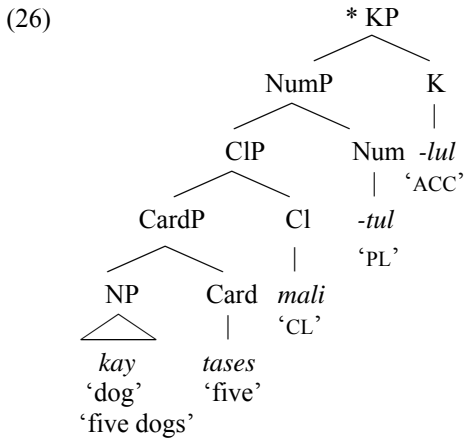 (26) * KP
NumP K
ClP Num -lul
‘ACC’
CardP Cl -tul
‘PL’
NP Card mali
‘CL’
kay tases
‘dog’ ‘five’
‘five dogs’